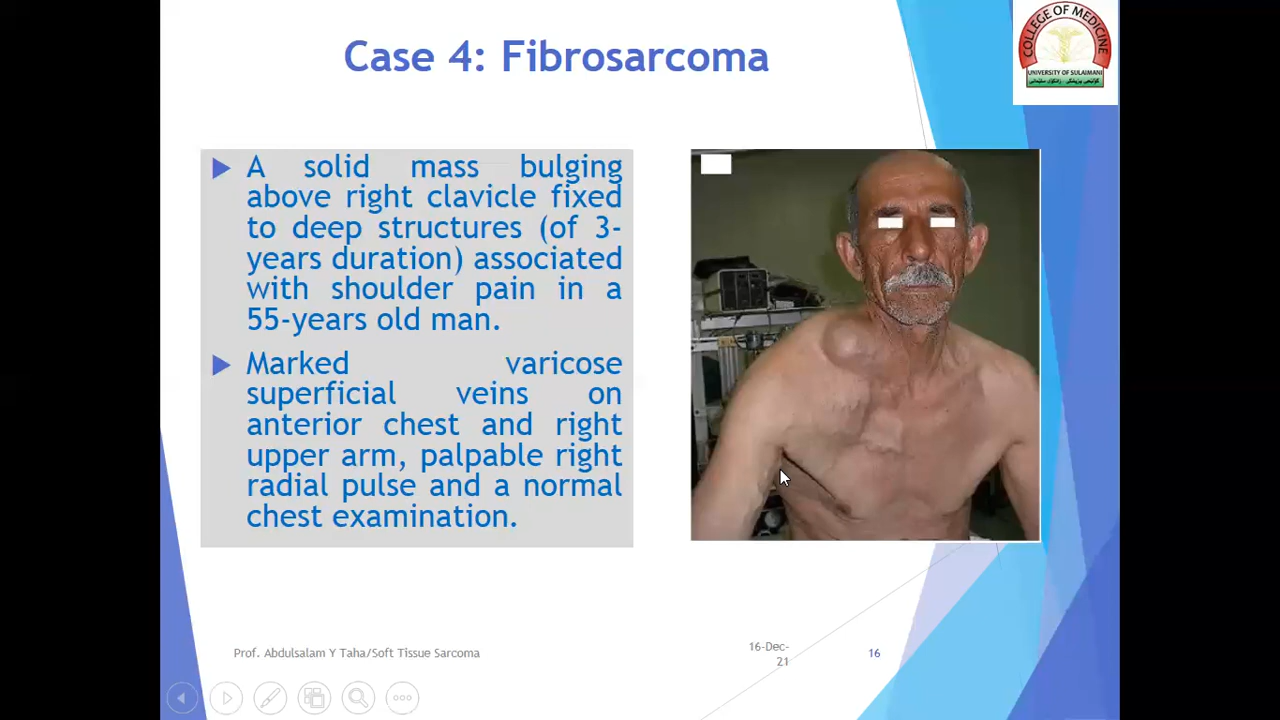 Case 4: Fibrosarcoma
COLLEGE OF MEDICINE
UNIVERSITY OF SULAIMANI
A solid mass bulging
above right clavicle fixed
to deep structures (of 3-
years duration) associated
with shoulder pain in a
55-years old man.
Marked varicose
superficial veins on
anterior chest and right
upper arm, palpable right
radial pulse and a normal
chest examination.
Prof. Abdulsalam Y Taha/Soft Tissue Sarcoma
16-Dec-
21
16